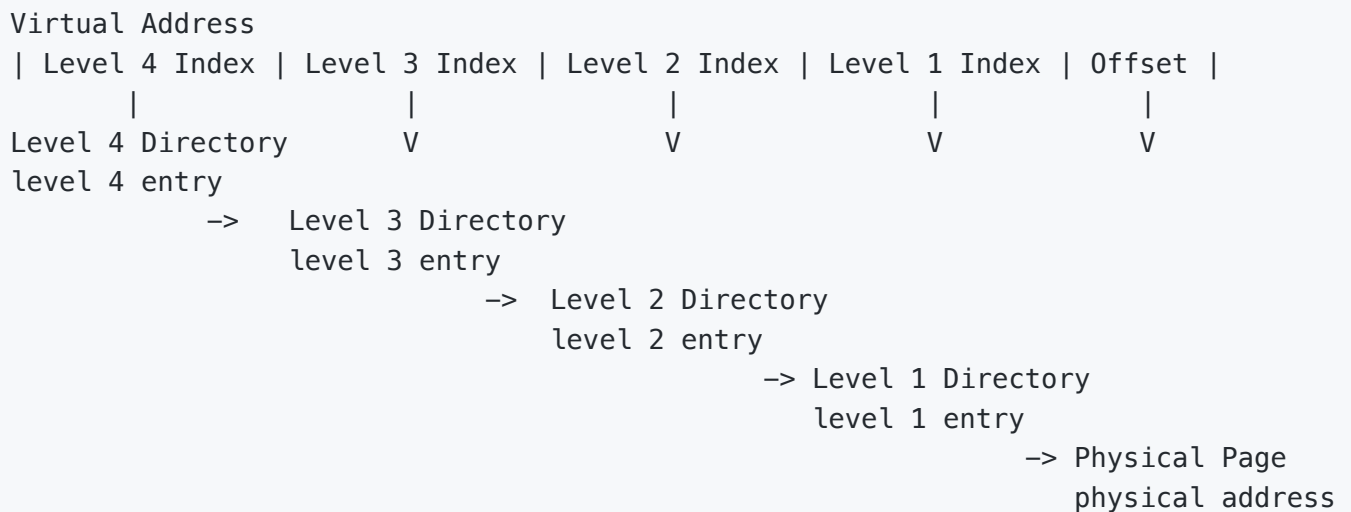 Virtual Address
| Level 4 Index | Level 3 Index | Level 2 Index | Level 1 Index | Offset |
       |                |               |               |            |
Level 4 Directory       V               V               V            V
level 4 entry
            ->   Level 3 Directory
                 level 3 entry
                             ->  Level 2 Directory
                                 level 2 entry
                                              -> Level 1 Directory
                                                 level 1 entry
                                                              -> Physical Page
                                                                 physical address